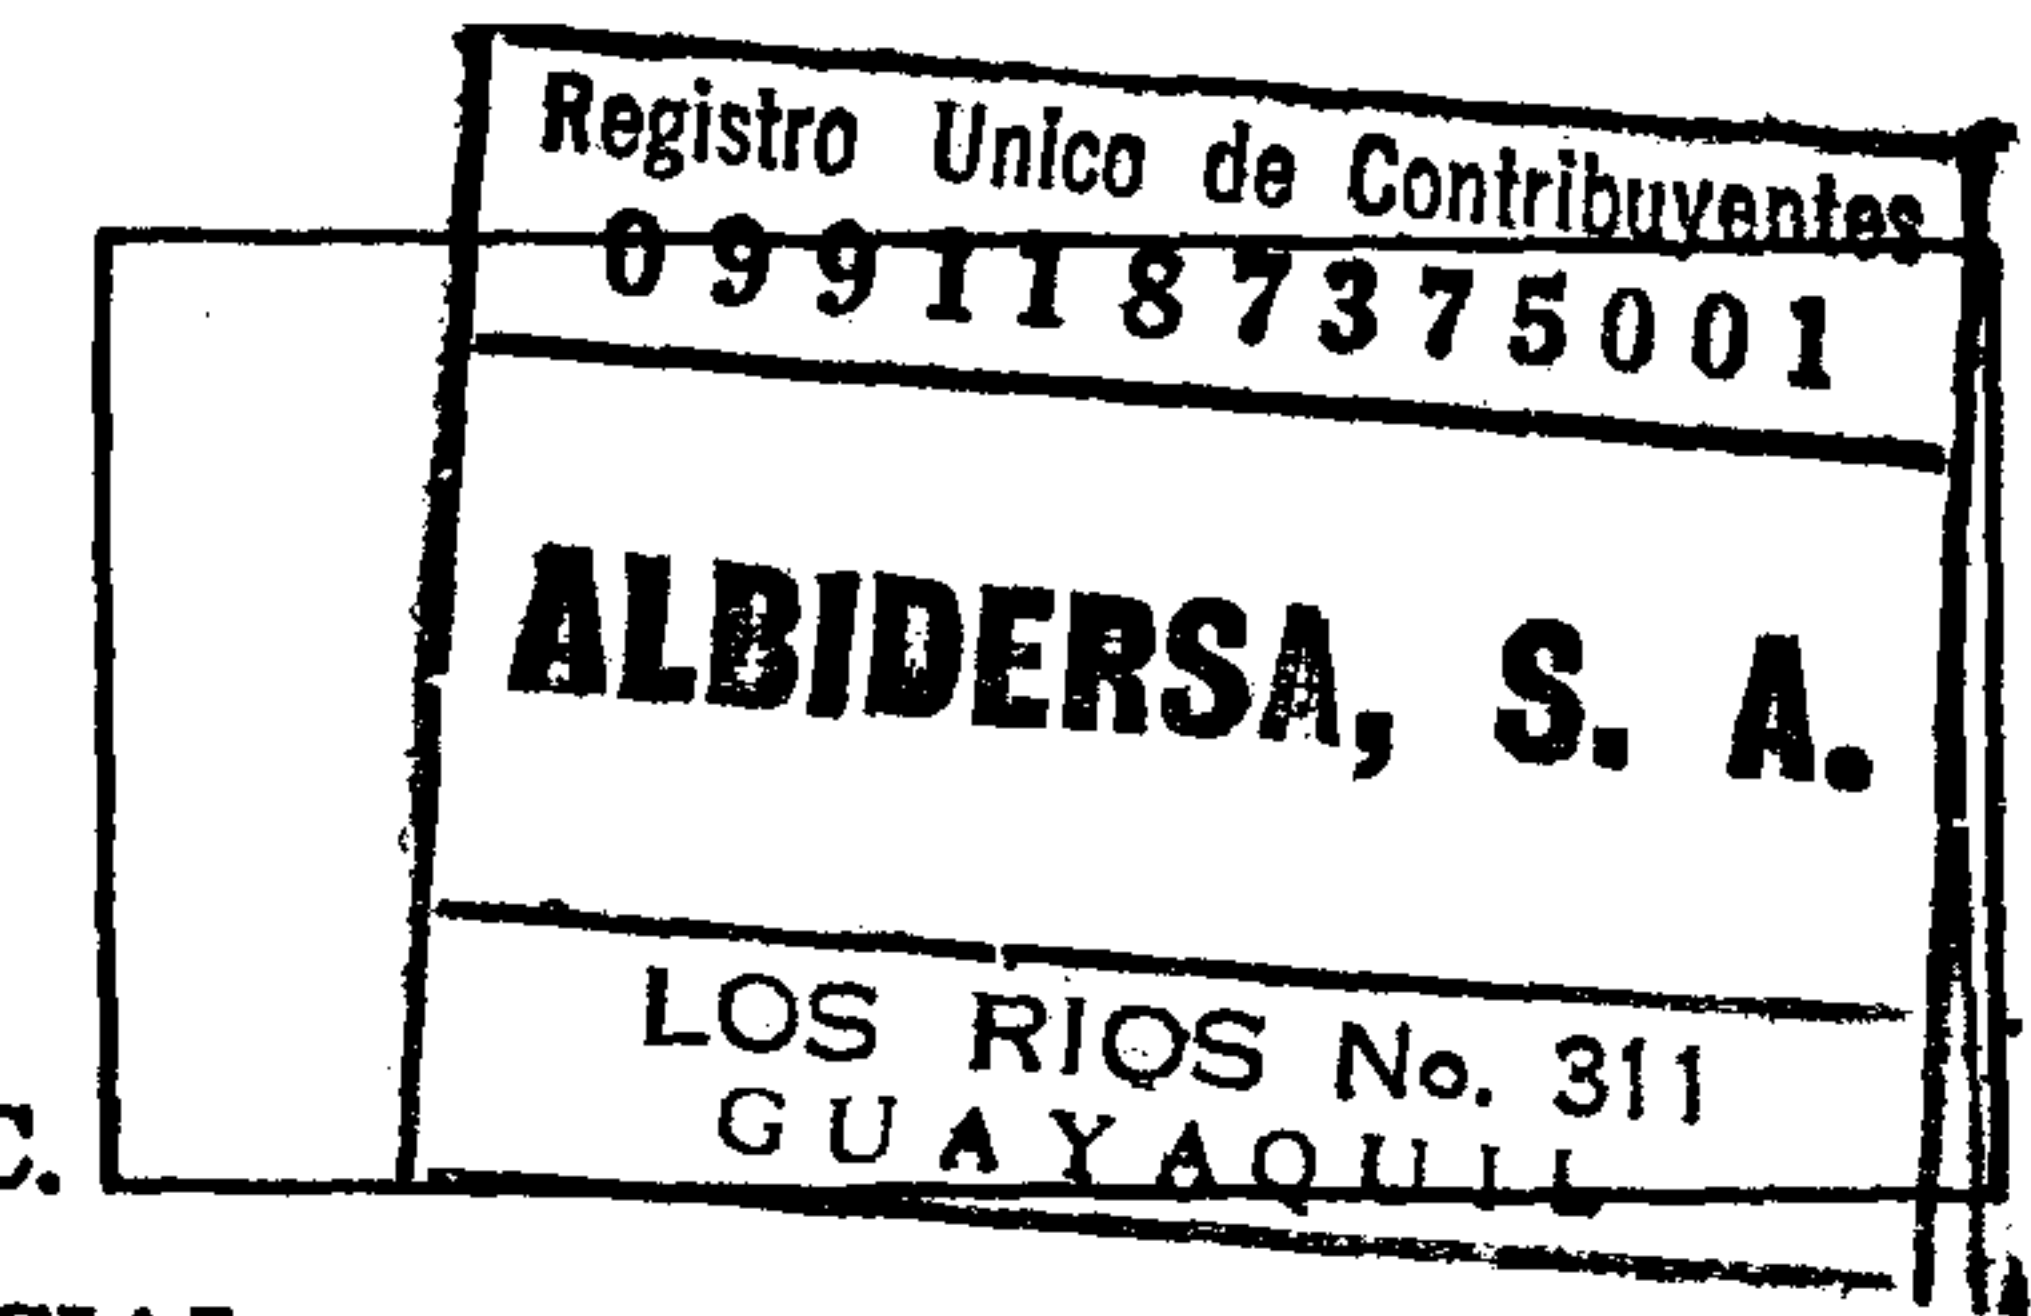 Registro Unico de Contribuyentes
0991187375001
ALBIDERSA, S. A.
LOS RIOS No. 311
GUAYAQUIL
C.